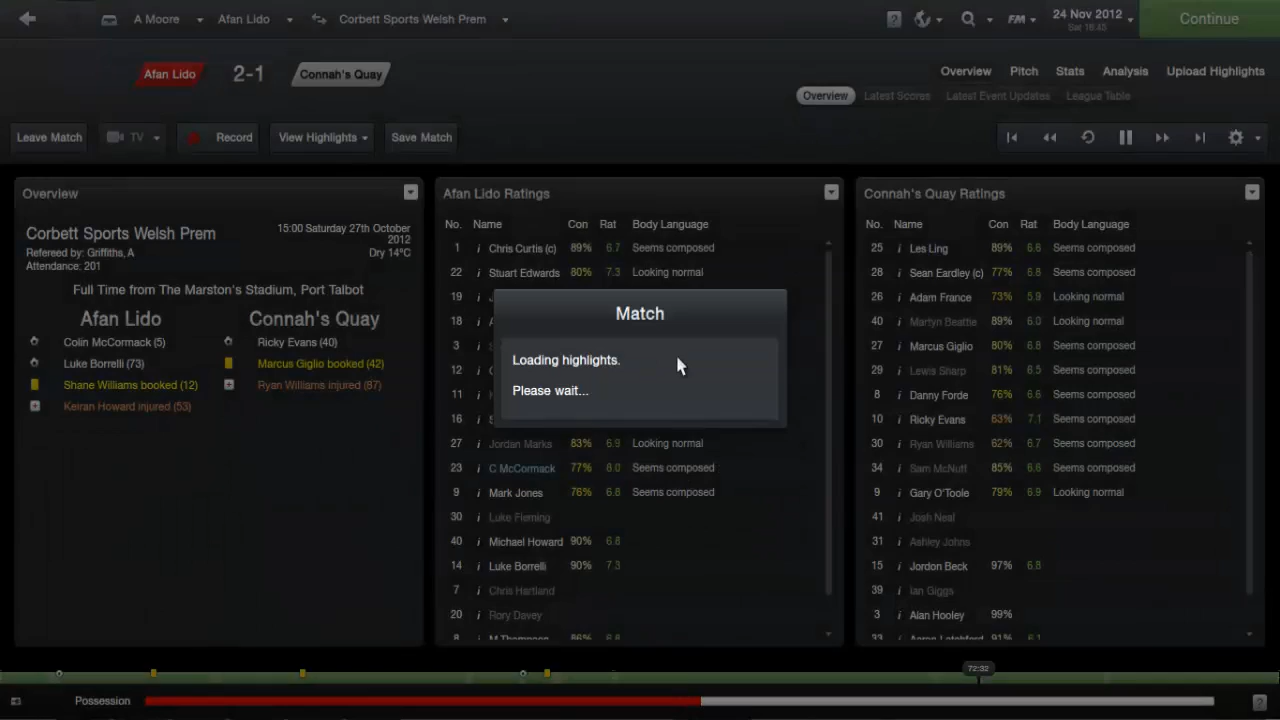 A Moore Afan Lido Corbett Sports Welsh Prem FM 24 Nov 2012 Continue
Sat 16:45
Afan Lido 2-1 Connah's Quay Overview Pitch Stats Analysis Upload Highlights
Overview Latest Scores Latest Event Updates League Table
Leave Match TV Record View Highlights Save Match
Overview
Corbett Sports Welsh Prem 15:00 Saturday 27th October
2012
Refereed by: Griffiths, A Dry 14°C
Attendance: 201
Full Time from The Marston's Stadium, Port Talbot
Afan Lido Connah's Quay
Colin McCormack (5) Ricky Evans (40)
Luke Borrelli (73) Marcus Giglio booked (42)
Shane Williams booked (12) Ryan Williams injured (87)
Keiran Howard injured (53)
Afan Lido Ratings
No. Name Con Rat Body Language
1 i Chris Curtis (c) 89% 6.7 Seems composed
22 i Stuart Edwards 80% 7.3 Looking normal
19 i
18 i
3 i
12 i
11 i
16 i
27 i Jordan Marks 83% 6.9 Looking normal
23 i C McCormack 77% 8.0 Seems composed
9 i Mark Jones 76% 6.8 Seems composed
30 i Luke Fleming
40 i Michael Howard 90% 6.8
14 i Luke Borrelli 90% 7.3
7 i Chris Hartland
20 i Rory Davey
8 i M Thompson 86%
Match
Loading highlights.
Please wait...
Connah's Quay Ratings
No. Name Con Rat Body Language
25 i Les Ling 89% 6.6 Seems composed
28 i Sean Eardley (c) 77% 6.8 Seems composed
26 i Adam France 73% 5.9 Looking normal
40 i Martyn Beattie 89% 6.0 Looking normal
27 i Marcus Giglio 80% 6.8 Seems composed
29 i Lewis Sharp 81% 6.5 Seems composed
8 i Danny Forde 76% 6.6 Seems composed
10 i Ricky Evans 63% 7.1 Seems composed
30 i Ryan Williams 62% 6.7 Seems composed
34 i Sam McNutt 85% 6.6 Seems composed
9 i Gary O'Toole 79% 6.9 Looking normal
41 i Josh Neal
31 i Ashley Johns
15 i Jordon Beck 97% 6.8
39 i Ian Giggs
3 i Alan Hooley 99%
33 i Aaron Latchford 91% 6.1
72:32
Possession